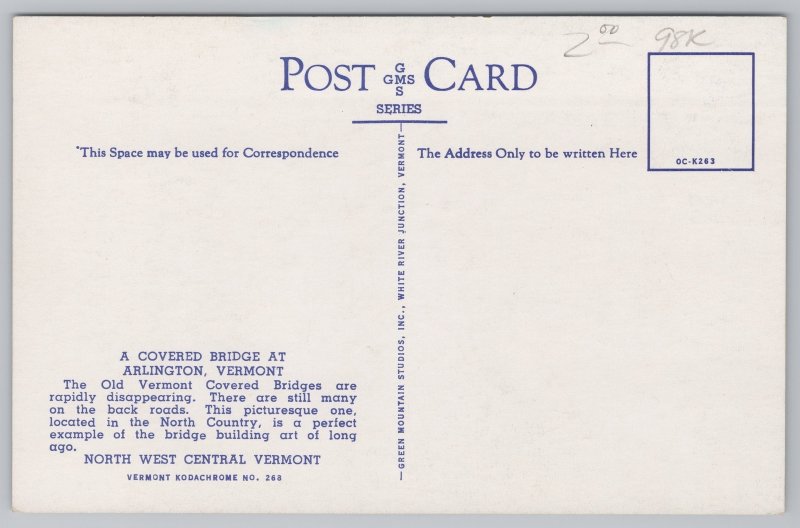 2.00 98K
POST CARD
G
GMS
S
SERIES
OC-K263
This Space may be used for Correspondence
The Address Only to be written Here
GREEN MOUNTAIN STUDIOS, INC., WHITE RIVER JUNCTION, VERMONT
A COVERED BRIDGE AT
ARLINGTON, VERMONT
The Old Vermont Covered Bridges are
rapidly disappearing. There are still many
on the back roads. This picturesque one,
located in the North Country, is a perfect
example of the bridge building art of long
ago.
NORTH WEST CENTRAL VERMONT
VERMONT KODACHROME NO. 268